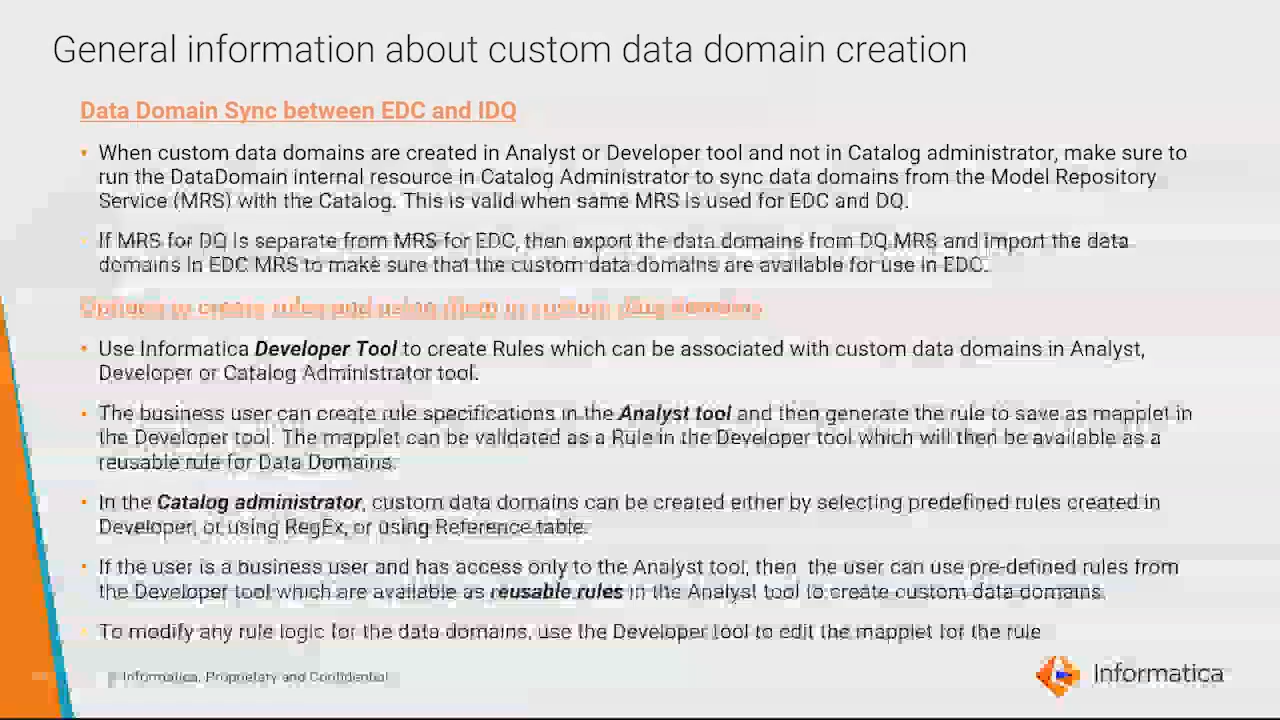 General information about custom data domain creation
Data Domain Sync between EDC and IDQ
• When custom data domains are created in Analyst or Developer tool and not in Catalog administrator, make sure to
run the DataDomain internal resource in Catalog Administrator to sync data domains from the Model Repository
Service (MRS) with the Catalog. This is valid when same MRS is used for EDC and DQ.
• If MRS for DQ is separate from MRS for EDC, then export the data domains from DQ MRS and import the data
domains in EDC MRS to make sure that the custom data domains are available for use in EDC.
Options to create rules and using them in custom data domains
• Use Informatica Developer Tool to create Rules which can be associated with custom data domains in Analyst,
Developer or Catalog Administrator tool.
• The business user can create rule specifications in the Analyst tool and then generate the rule to save as mapplet in
the Developer tool. The mapplet can be validated as a Rule in the Developer tool which will then be available as a
reusable rule for Data Domains.
• In the Catalog administrator, custom data domains can be created either by selecting predefined rules created in
Developer, or using RegEx, or using Reference table.
• If the user is a business user and has access only to the Analyst tool, then the user can use pre-defined rules from
the Developer tool which are available as reusable rules in the Analyst tool to create custom data domains.
• To modify any rule logic for the data domains, use the Developer tool to edit the mapplet for the rule
Informatica. Proprietary and Confidential
Informatica